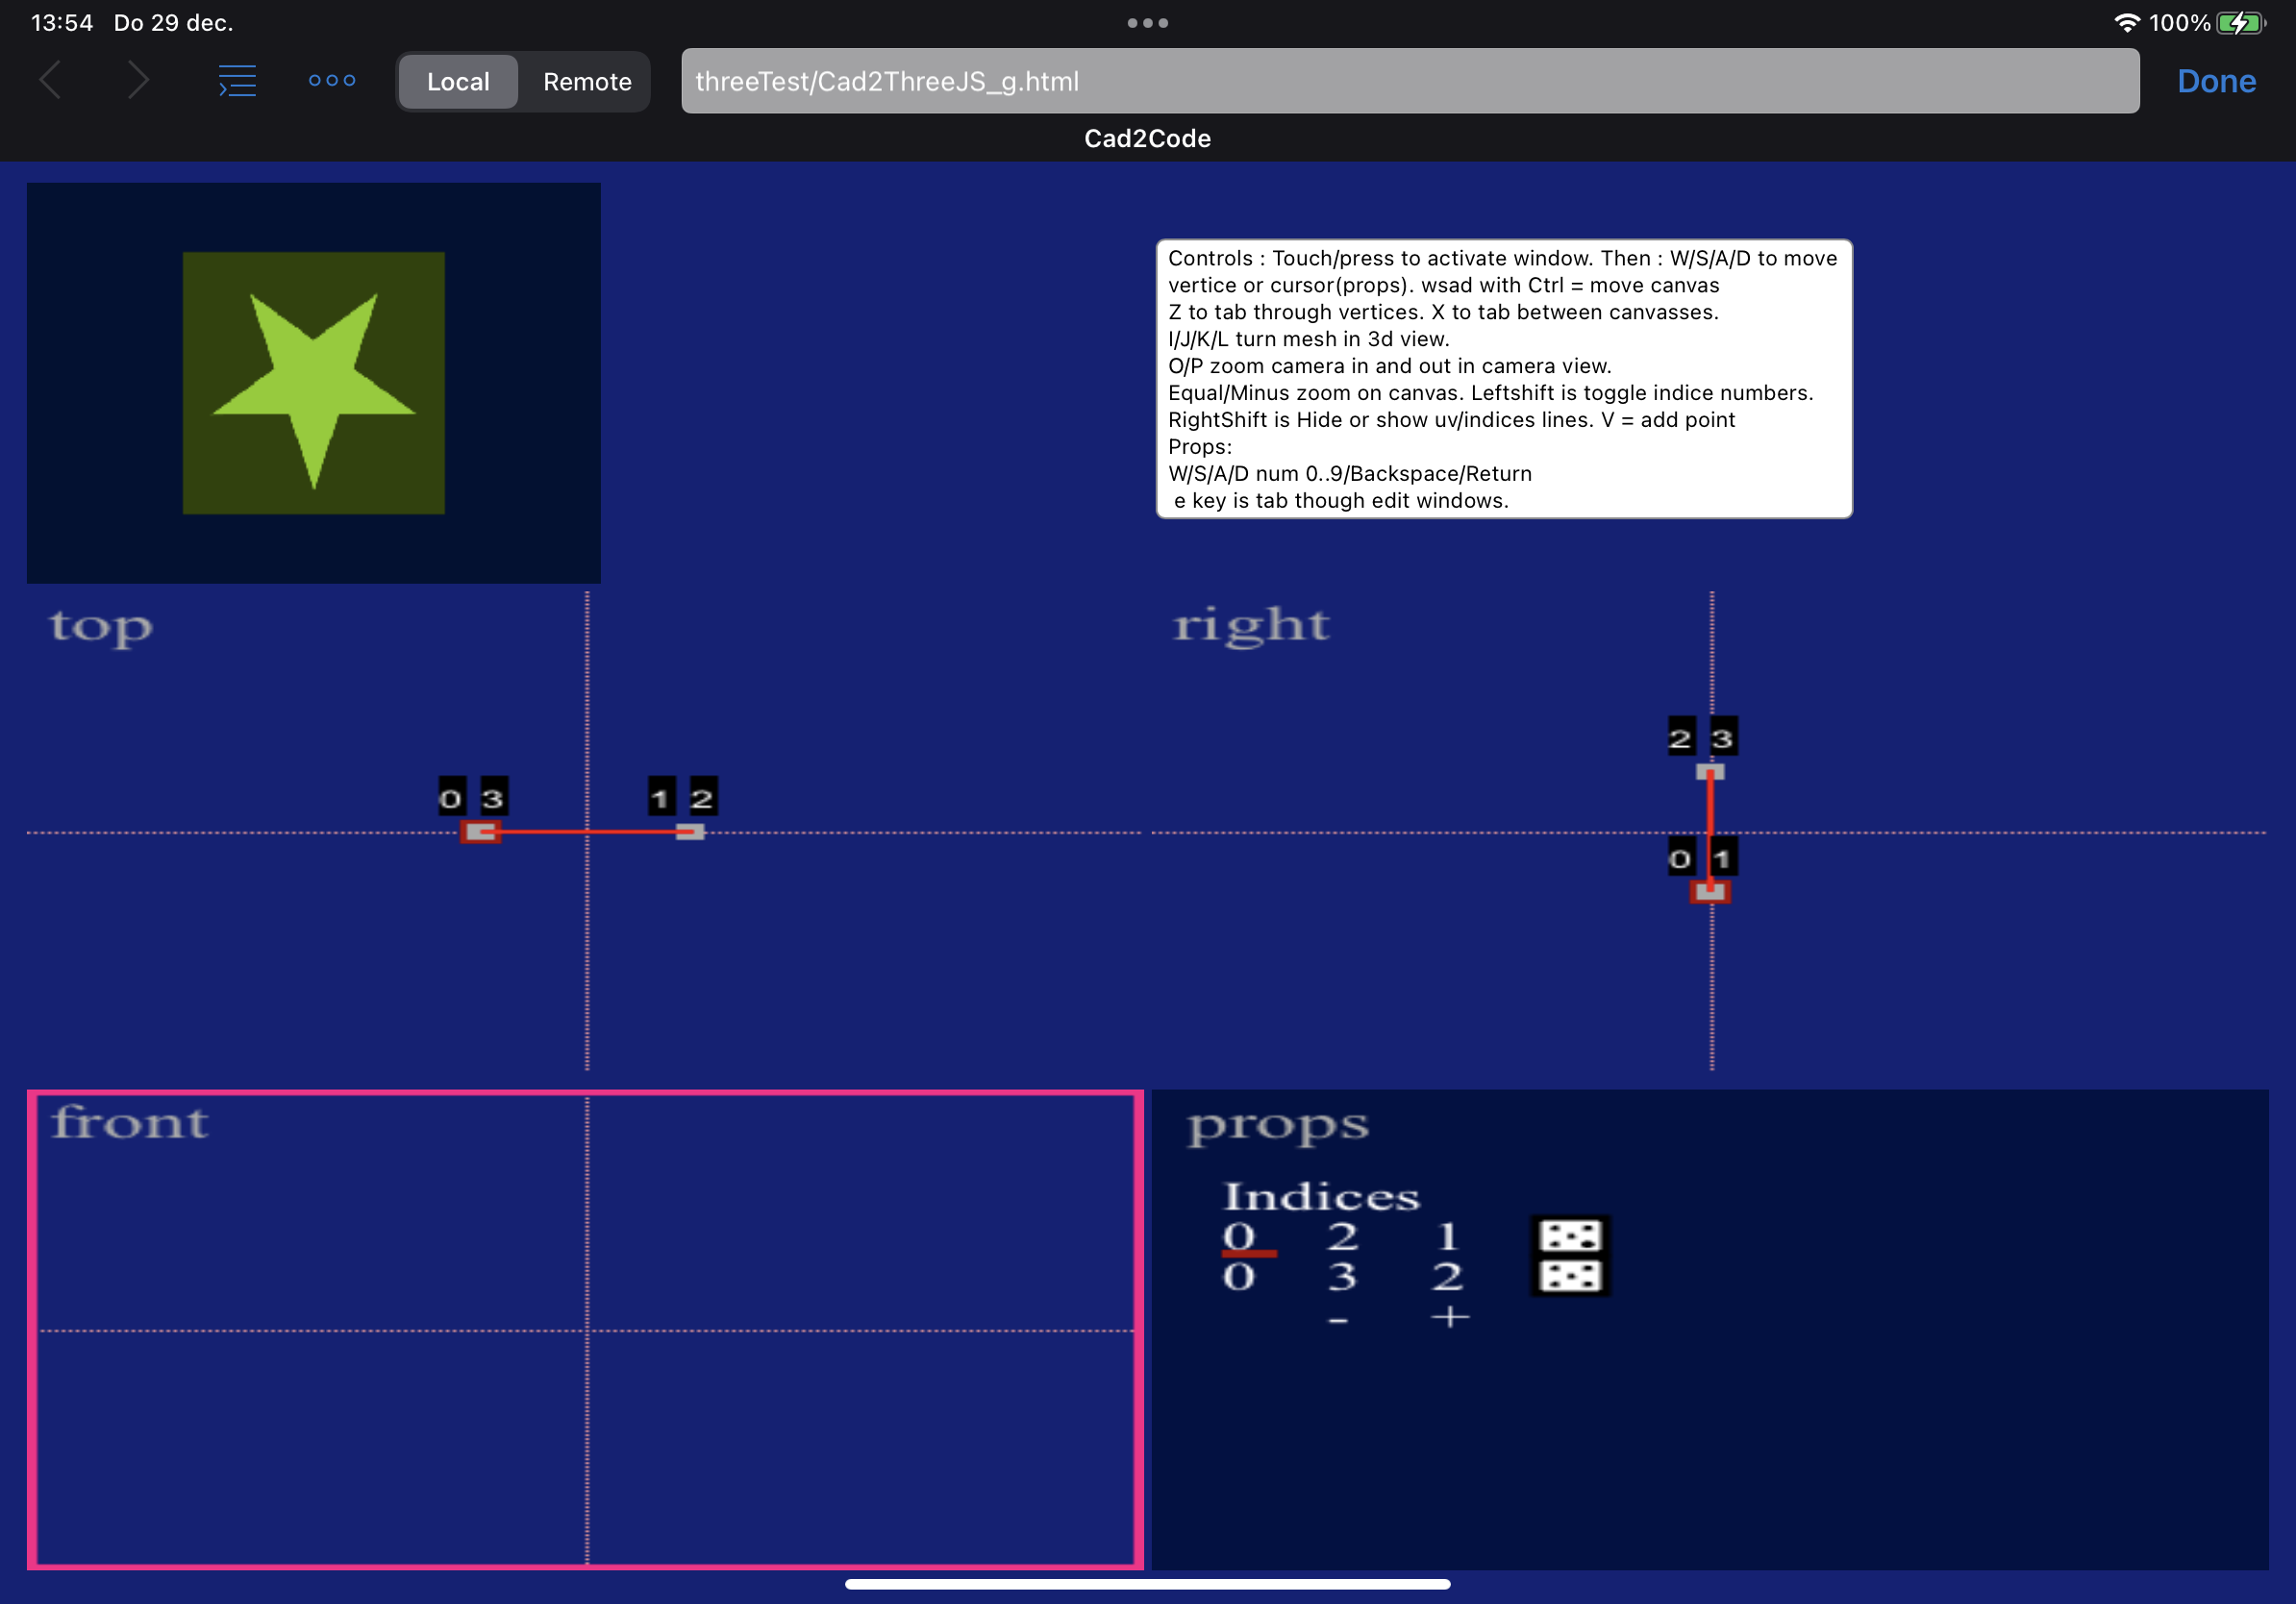 13:54 Do 29 dec.
100%
Local Remote threeTest/Cad2ThreeJS_g.html Done
Cad2Code
Controls : Touch/press to activate window. Then : W/S/A/D to move
vertice or cursor(props). wsad with Ctrl = move canvas
Z to tab through vertices. X to tab between canvasses.
I/J/K/L turn mesh in 3d view.
O/P zoom camera in and out in camera view.
Equal/Minus zoom on canvas. Leftshift is toggle indice numbers.
RightShift is Hide or show uv/indices lines. V = add point
Props:
W/S/A/D num 0..9/Backspace/Return
e key is tab though edit windows.
top
0 3 1 2
right
2 3
0 1
front
props
Indices
0 2 1
0 3 2
- +